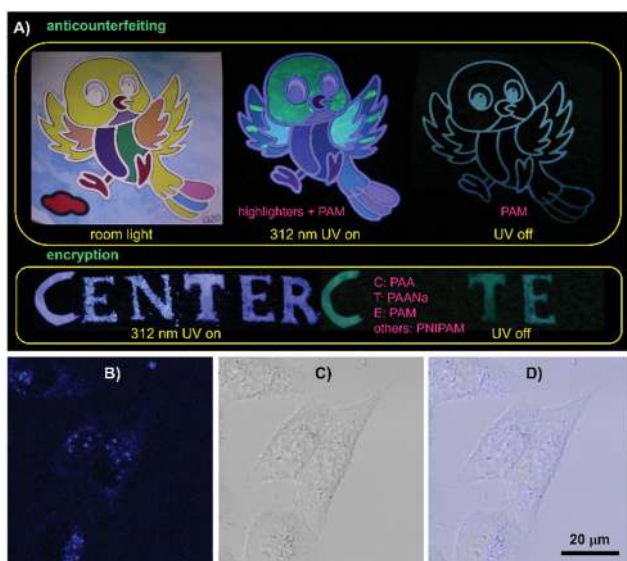 A) anticounterfeiting
highlighters + PAM
PAM
room light
312 nm UV on
UV off
encryption
CENTER
C TE
C: PAA
T: PAANa
E: PAM
others: PNIPAM
312 nm UV on
UV off
B)
C)
D)
20 μm